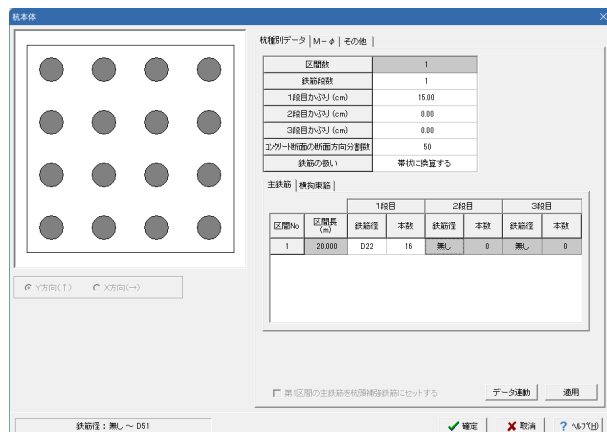 杭本体
杭種別データ M-φ その他
区間数 1
鉄筋段数 1
1段目かぶり (cm) 15.00
2段目かぶり (cm) 0.00
3段目かぶり (cm) 0.00
コンクリート断面の断面方向分割数 50
鉄筋の扱い 帯状に換算する
主鉄筋 横拘束筋
1段目 2段目 3段目
区間No 区間長(m) 鉄筋径 本数 鉄筋径 本数 鉄筋径 本数
1 20.000 D22 16 無し 0 無し 0
Y方向(↑) X方向(→)
第1区間の主鉄筋を杭頭補強鉄筋にセットする データ連動 適用
鉄筋径：無し ～ D51 確定 取消 ? ヘルプ(H)